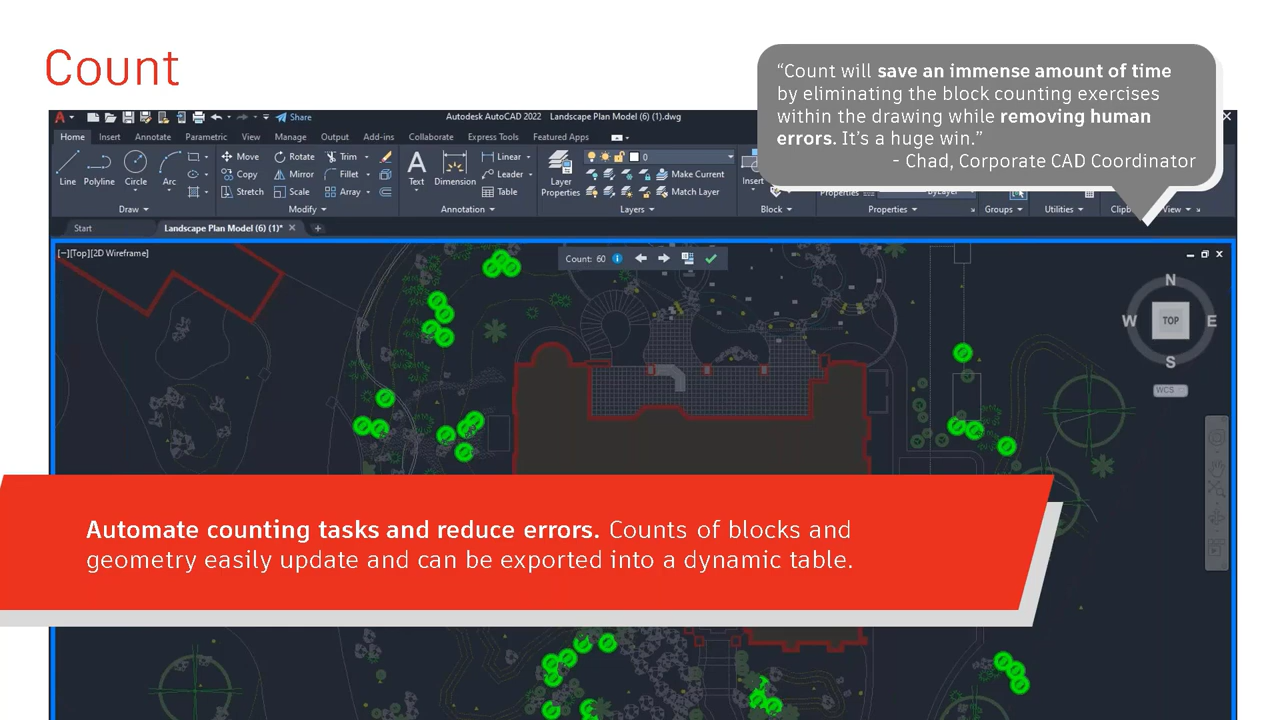 Count
“Count will save an immense amount of time
by eliminating the block counting exercises
within the drawing while removing human
errors. It’s a huge win.”
- Chad, Corporate CAD Coordinator
Share
Autodesk AutoCAD 2022 Landscape Plan Model (6) (1).dwg
Home Insert Annotate Parametric View Manage Output Add-ins Collaborate Express Tools Featured Apps
Move Rotate Trim Linear 0
Copy Mirror Fillet Leader Make Current
Line Polyline Circle Arc Text Dimension Layer Properties Insert
Stretch Scale Array Table Match Layer
Draw Modify Annotation Layers Block Properties Groups Utilities Clipb View
Start Landscape Plan Model (6) (1)*
[−][Top][2D Wireframe] Count: 60
N
W TOP E
S
WCS
Automate counting tasks and reduce errors. Counts of blocks and
geometry easily update and can be exported into a dynamic table.